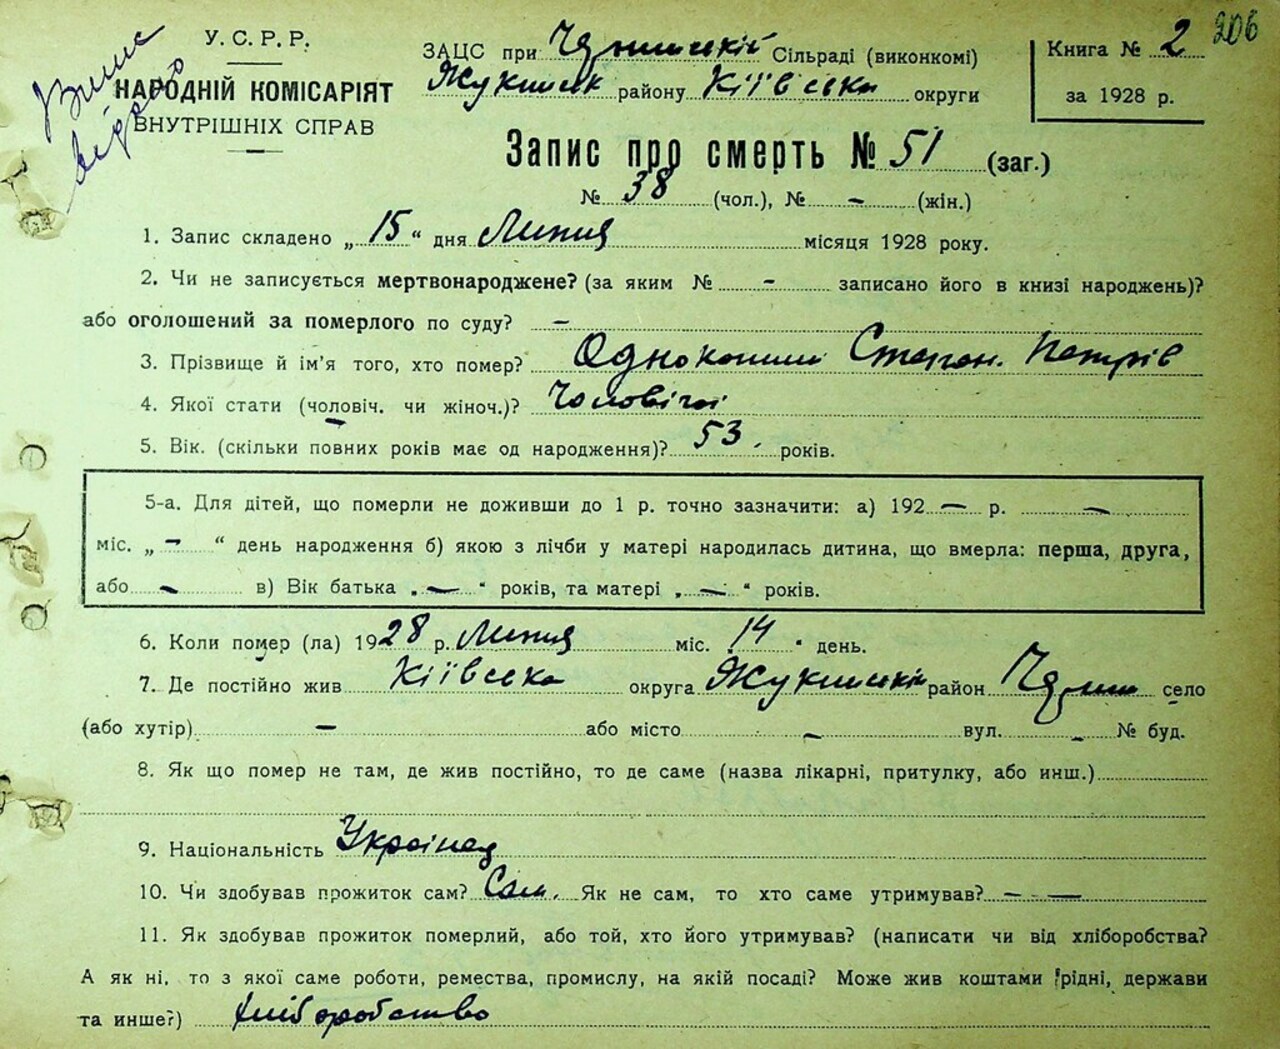 206
Випис
видано
У. С. Р. Р.
НАРОДНІЙ КОМІСАРІЯТ
ВНУТРІШНІХ СПРАВ
ЗАЦС при Сільраді (виконкомі)
району Київська округи
Книга № 2
за 1928 р.
Запис про смерть № 51 (заг.)
№ 38 (чол.), № - (жін.)
1. Запис складено „ 15 “ дня Липня місяця 1928 року.
2. Чи не записується мертвонароджене? (за яким № - записано його в книзі народжень)?
або оголошений за померлого по суду? -
3. Прізвище й ім'я того, хто помер? Степан Петрів
4. Якої стати (чоловіч. чи жіноч.)? Чоловічої
5. Вік. (скільки повних років має од народження)? 53. років.
5-а. Для дітей, що померли не доживши до 1 р. точно зазначити: а) 192 - р. -
міс. „ - “ день народження б) якою з лічби у матері народилась дитина, що вмерла: перша, друга,
або - в) Вік батька „ - “ років, та матері „ - “ років.
6. Коли помер (ла) 1928 р. Липня міс. 14 “ день.
7. Де постійно жив Київська округа район село
(або хутір) - або місто - вул. - № буд.
8. Як що помер не там, де жив постійно, то де саме (назва лікарні, притулку, або инш.)
9. Національність Українец
10. Чи здобував прожиток сам? Сам. Як не сам, то хто саме утримував? - -
11. Як здобував прожиток померлий, або той, хто його утримував? (написати чи від хліборобства?
А як ні, то з якої саме роботи, ремества, промислу, на якій посаді? Може жив коштами рідні, держави
та инше?) хліборобство